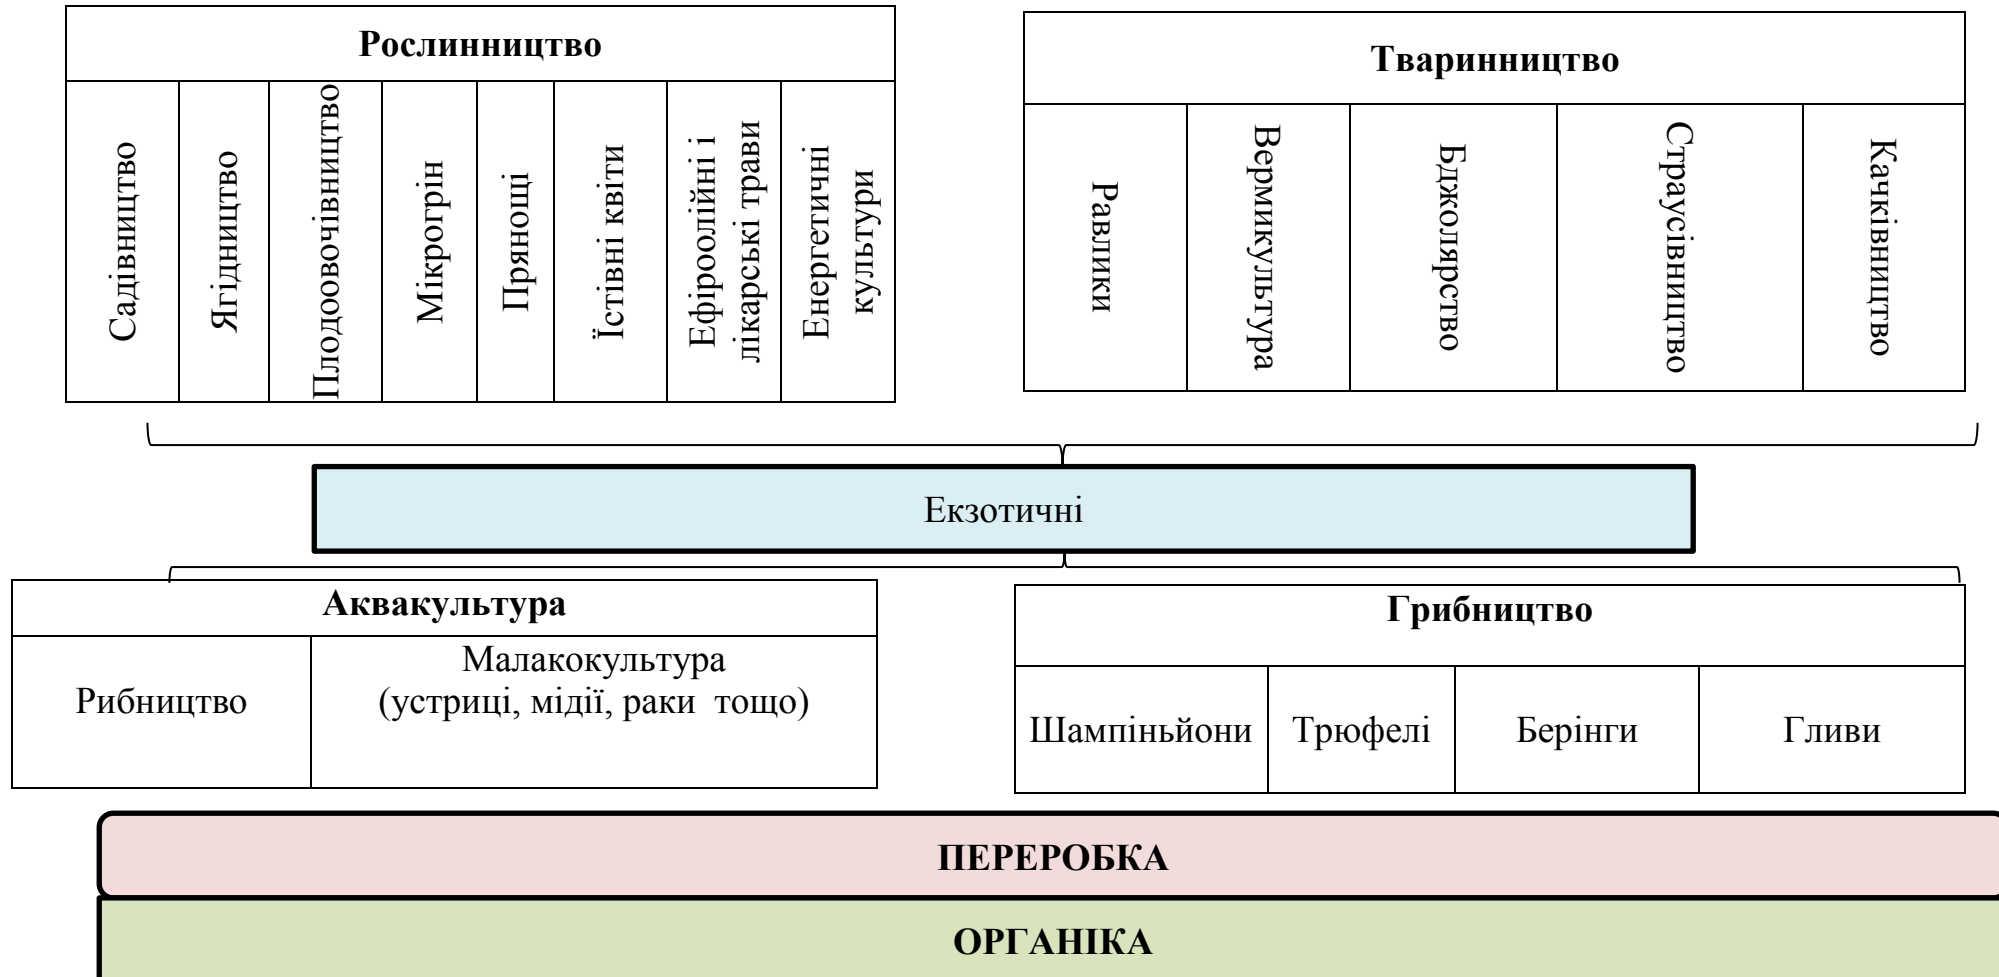 Рослинництво
Садівництво
Ягідництво
Плодоовочівництво
Мікрогрін
Прянощі
Їстівні квіти
Ефіроолійні і
лікарські трави
Енергетичні
культури
Тваринництво
Равлики
Вермикультура
Бджолярство
Страусівництво
Качківництво
Екзотичні
Аквакультура
Рибництво
Малакокультура
(устриці, мідії, раки тощо)
Грибництво
Шампіньйони
Трюфелі
Берінги
Гливи
ПЕРЕРОБКА
ОРГАНІКА